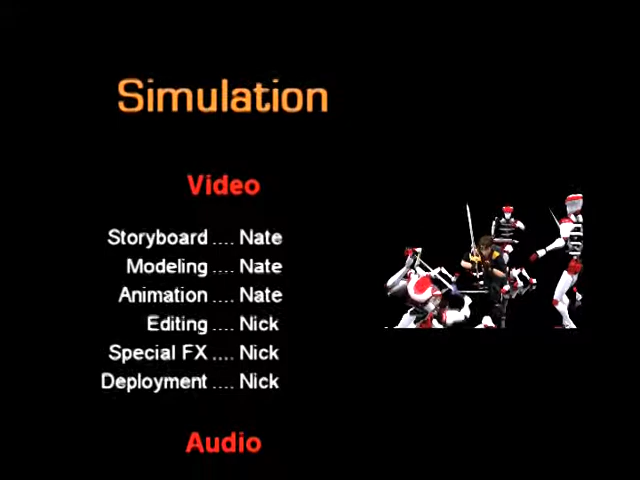 Simulation
Video
Storyboard .... Nate
Modeling .... Nate
Animation .... Nate
Editing .... Nick
Special FX .... Nick
Deployment .... Nick
Audio